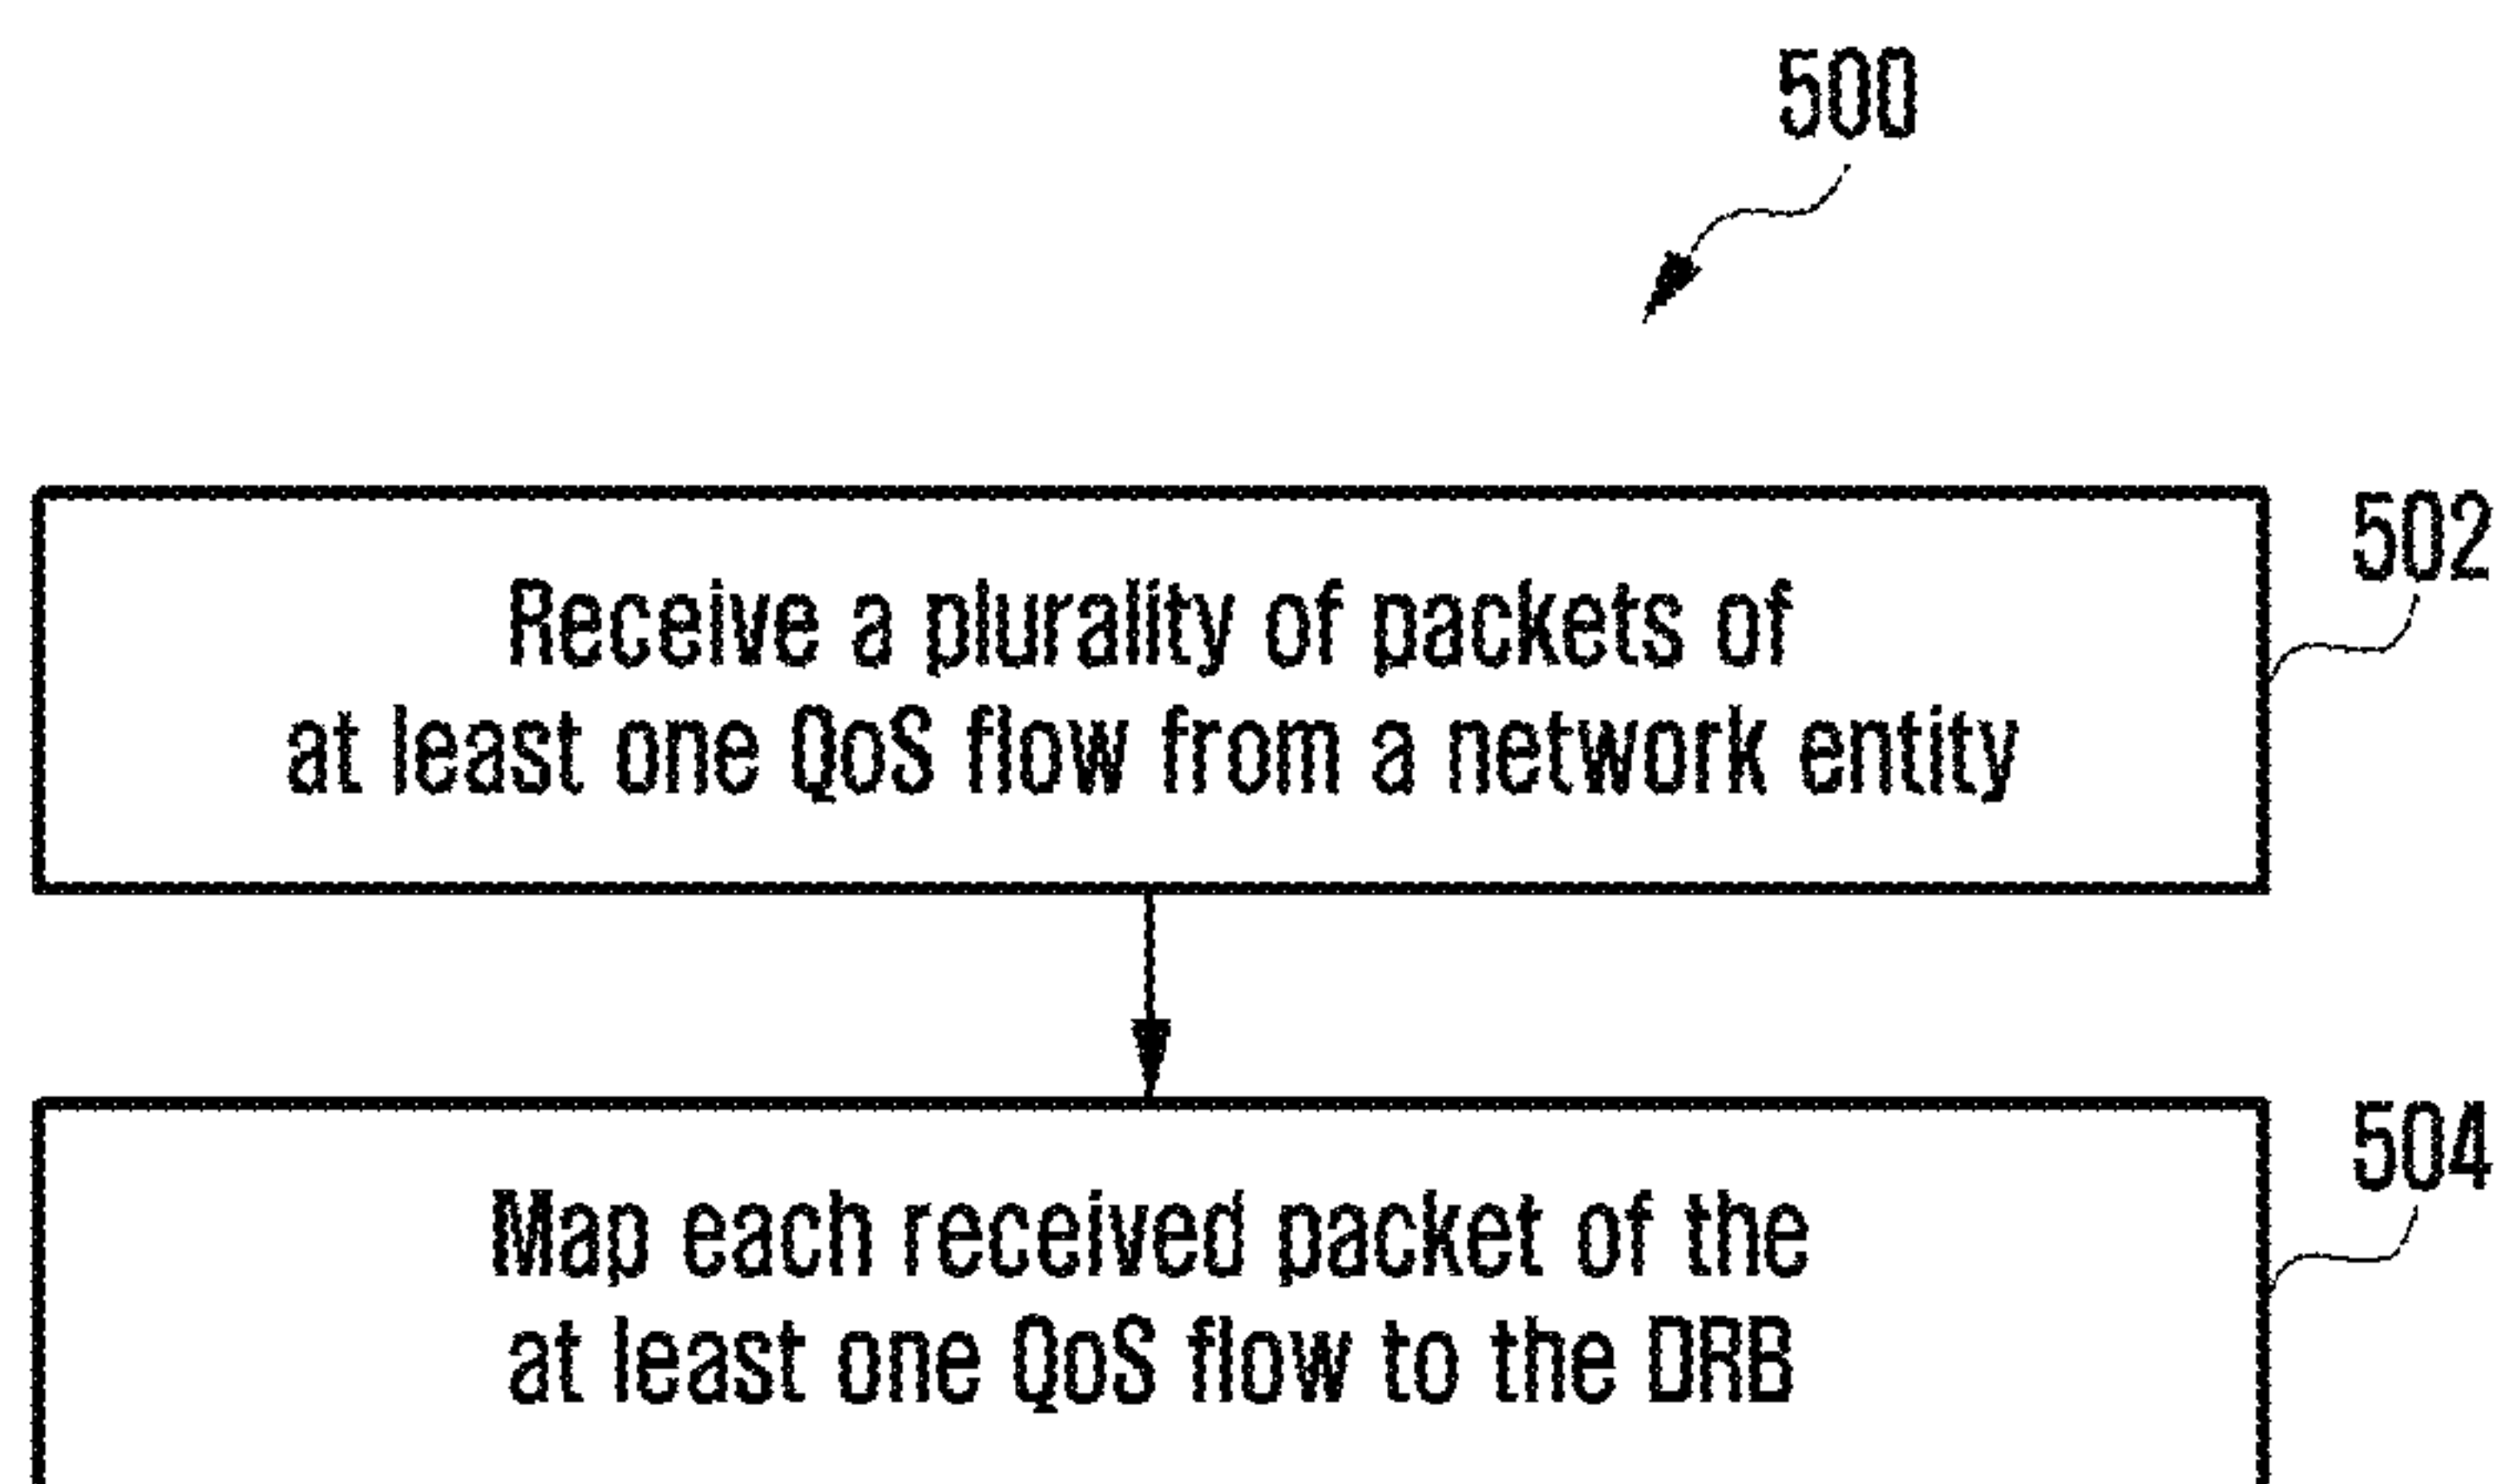 500
502
Receive a plurality of packets of
at least one QoS flow from a network entity
504
Map each received packet of the
at least one QoS flow to the DRB